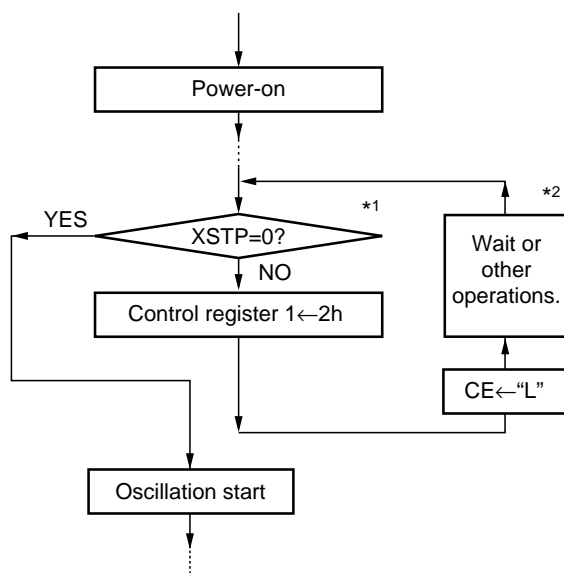 Power-on
*1
*2
YES
XSTP=0?
Wait or
other
operations.
NO
Control register 1←2h
CE←“L”
Oscillation start